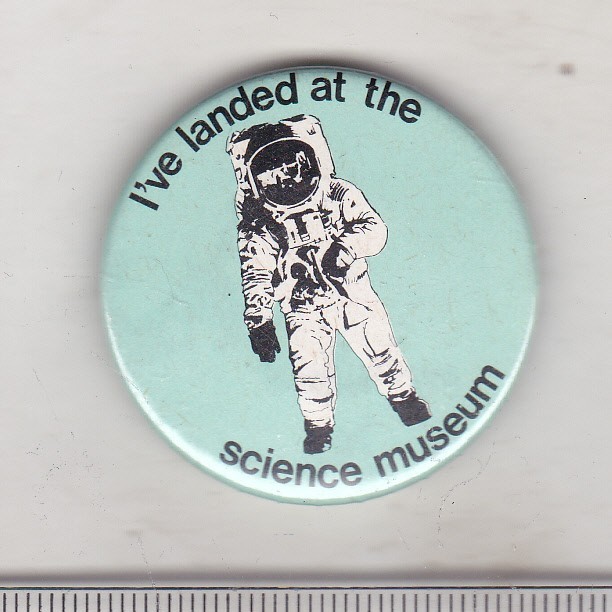 I've landed at the
science museum